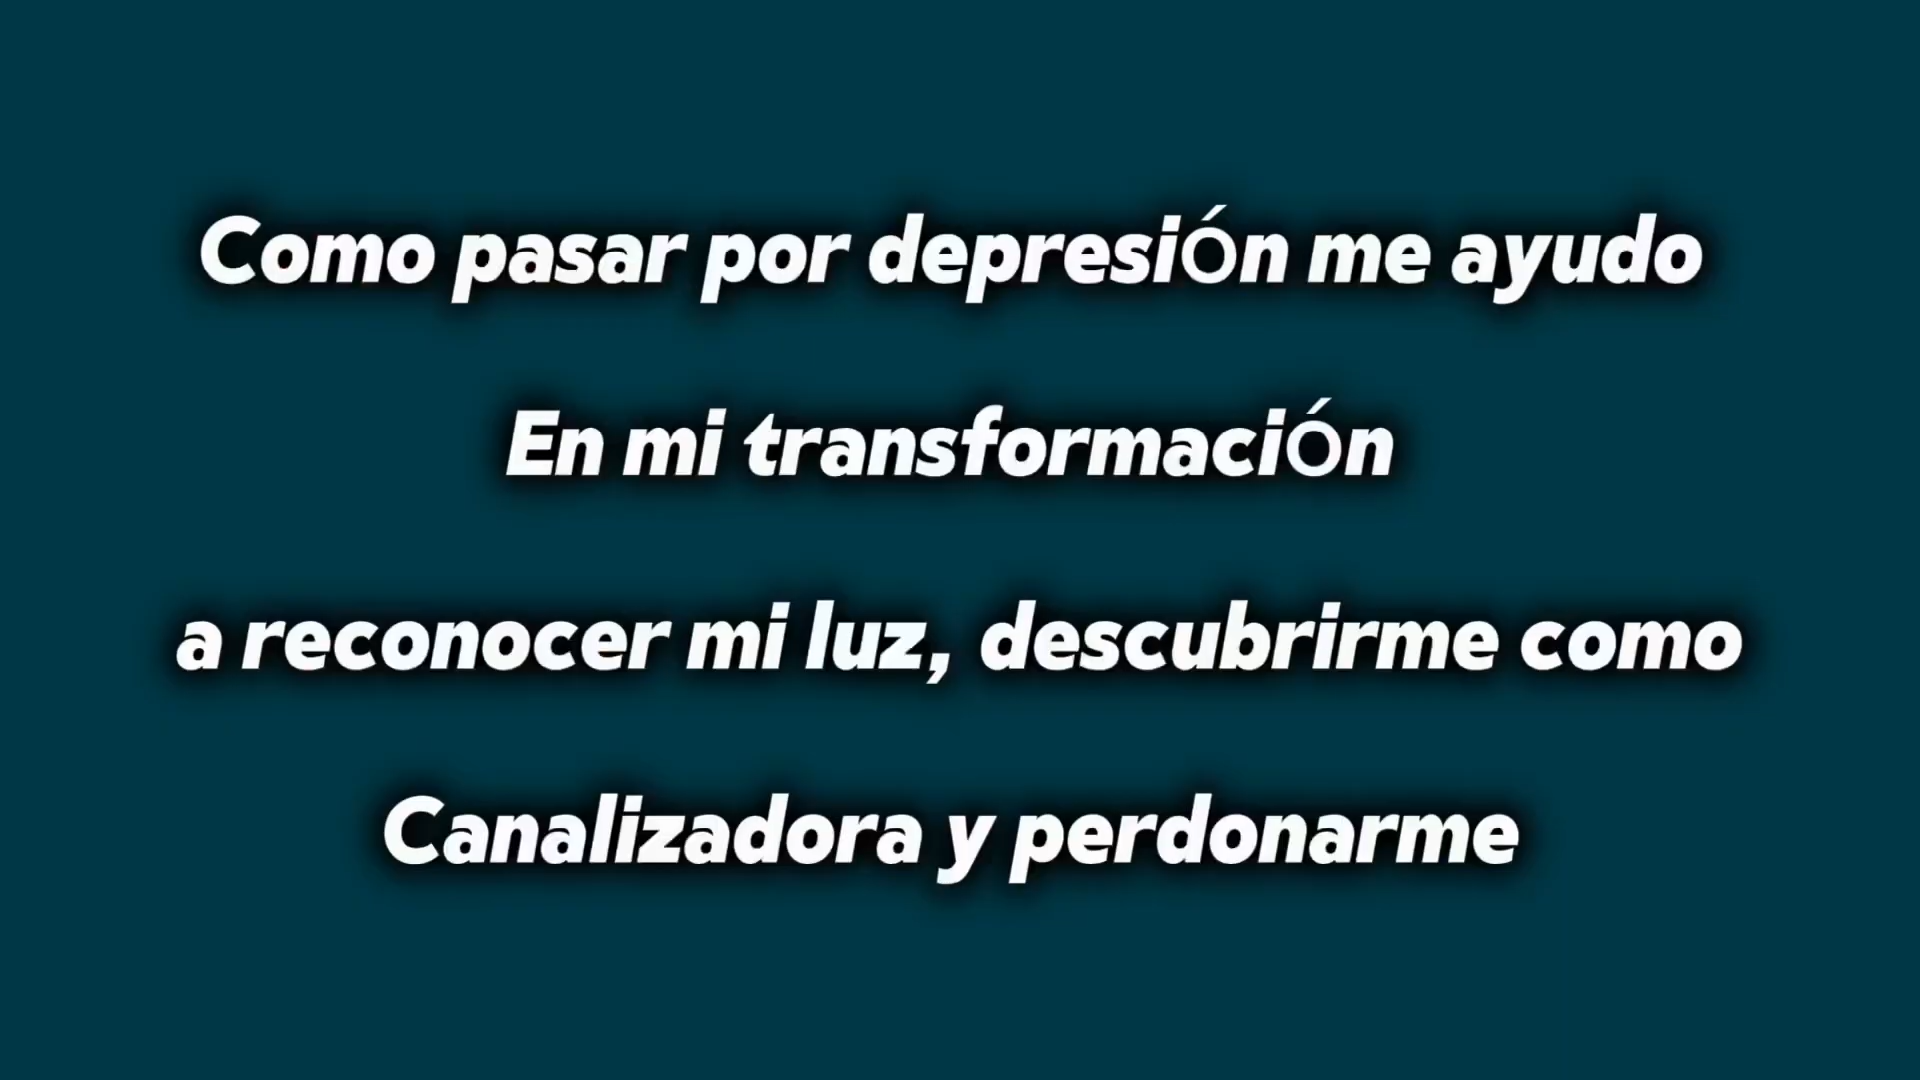 Como pasar por depresión me ayudo
En mi transformación
a reconocer mi luz, descubrirme como
Canalizadora y perdonarme